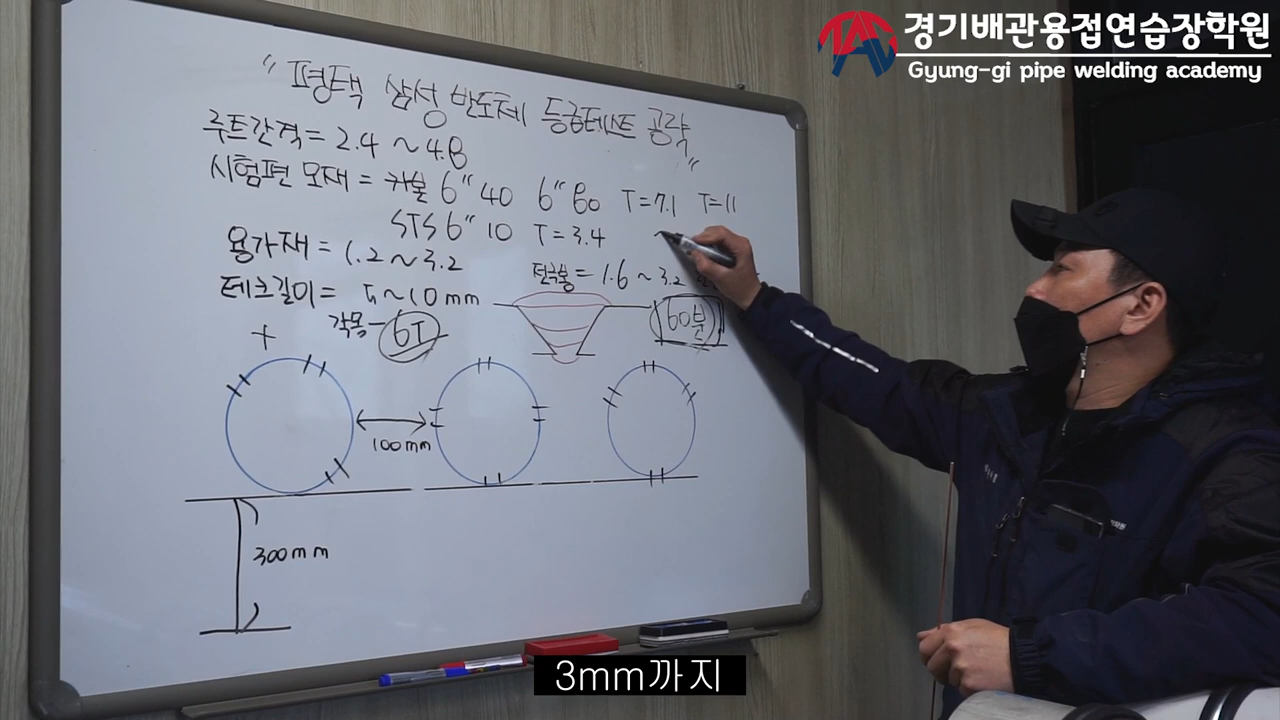 경기배관용접연습장학원
Gyung-gi pipe welding academy
" 평택 삼성 반도체 등급테스트 공략 "
루트간격 = 2.4 ~ 4.8
시험편 모재 = 카본 6" 40 6" 80 T=7.1 T=11
STS 6" 10 T=3.4 ~
용가재 = 1.2 ~ 3.2
전극봉 = 1.6 ~ 3.2
테크길이 = 5 ~ 10 mm
각목 - 6T
60분
+
100mm
300mm
3mm까지